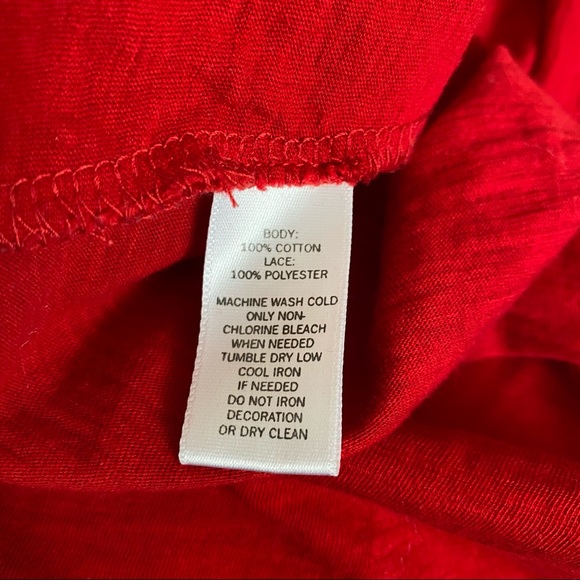 BODY:
100% COTTON
LACE:
100% POLYESTER
MACHINE WASH COLD
ONLY NON-
CHLORINE BLEACH
WHEN NEEDED
TUMBLE DRY LOW
COOL IRON
IF NEEDED
DO NOT IRON
DECORATION
OR DRY CLEAN